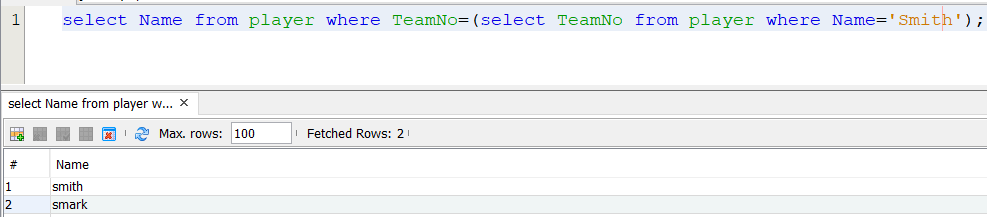 1 select Name from player where TeamNo=(select TeamNo from player where Name='Smith');
select Name from player w... ×
Max. rows: 100 Fetched Rows: 2
# Name
1 smith
2 smark